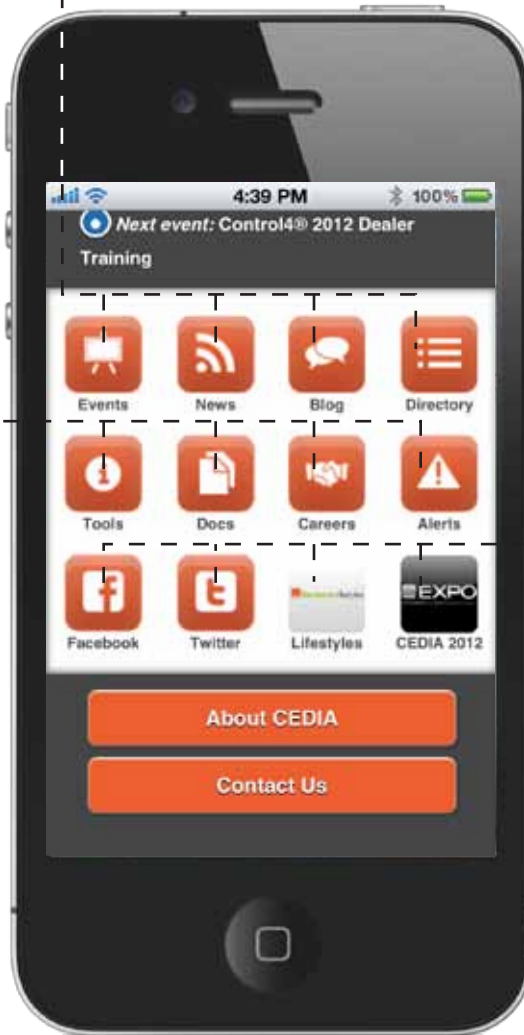 4:39 PM 100%
Next event: Control4® 2012 Dealer
Training
Events News Blog Directory
Tools Docs Careers Alerts
EXPO
Facebook Twitter Lifestyles CEDIA 2012
About CEDIA
Contact Us